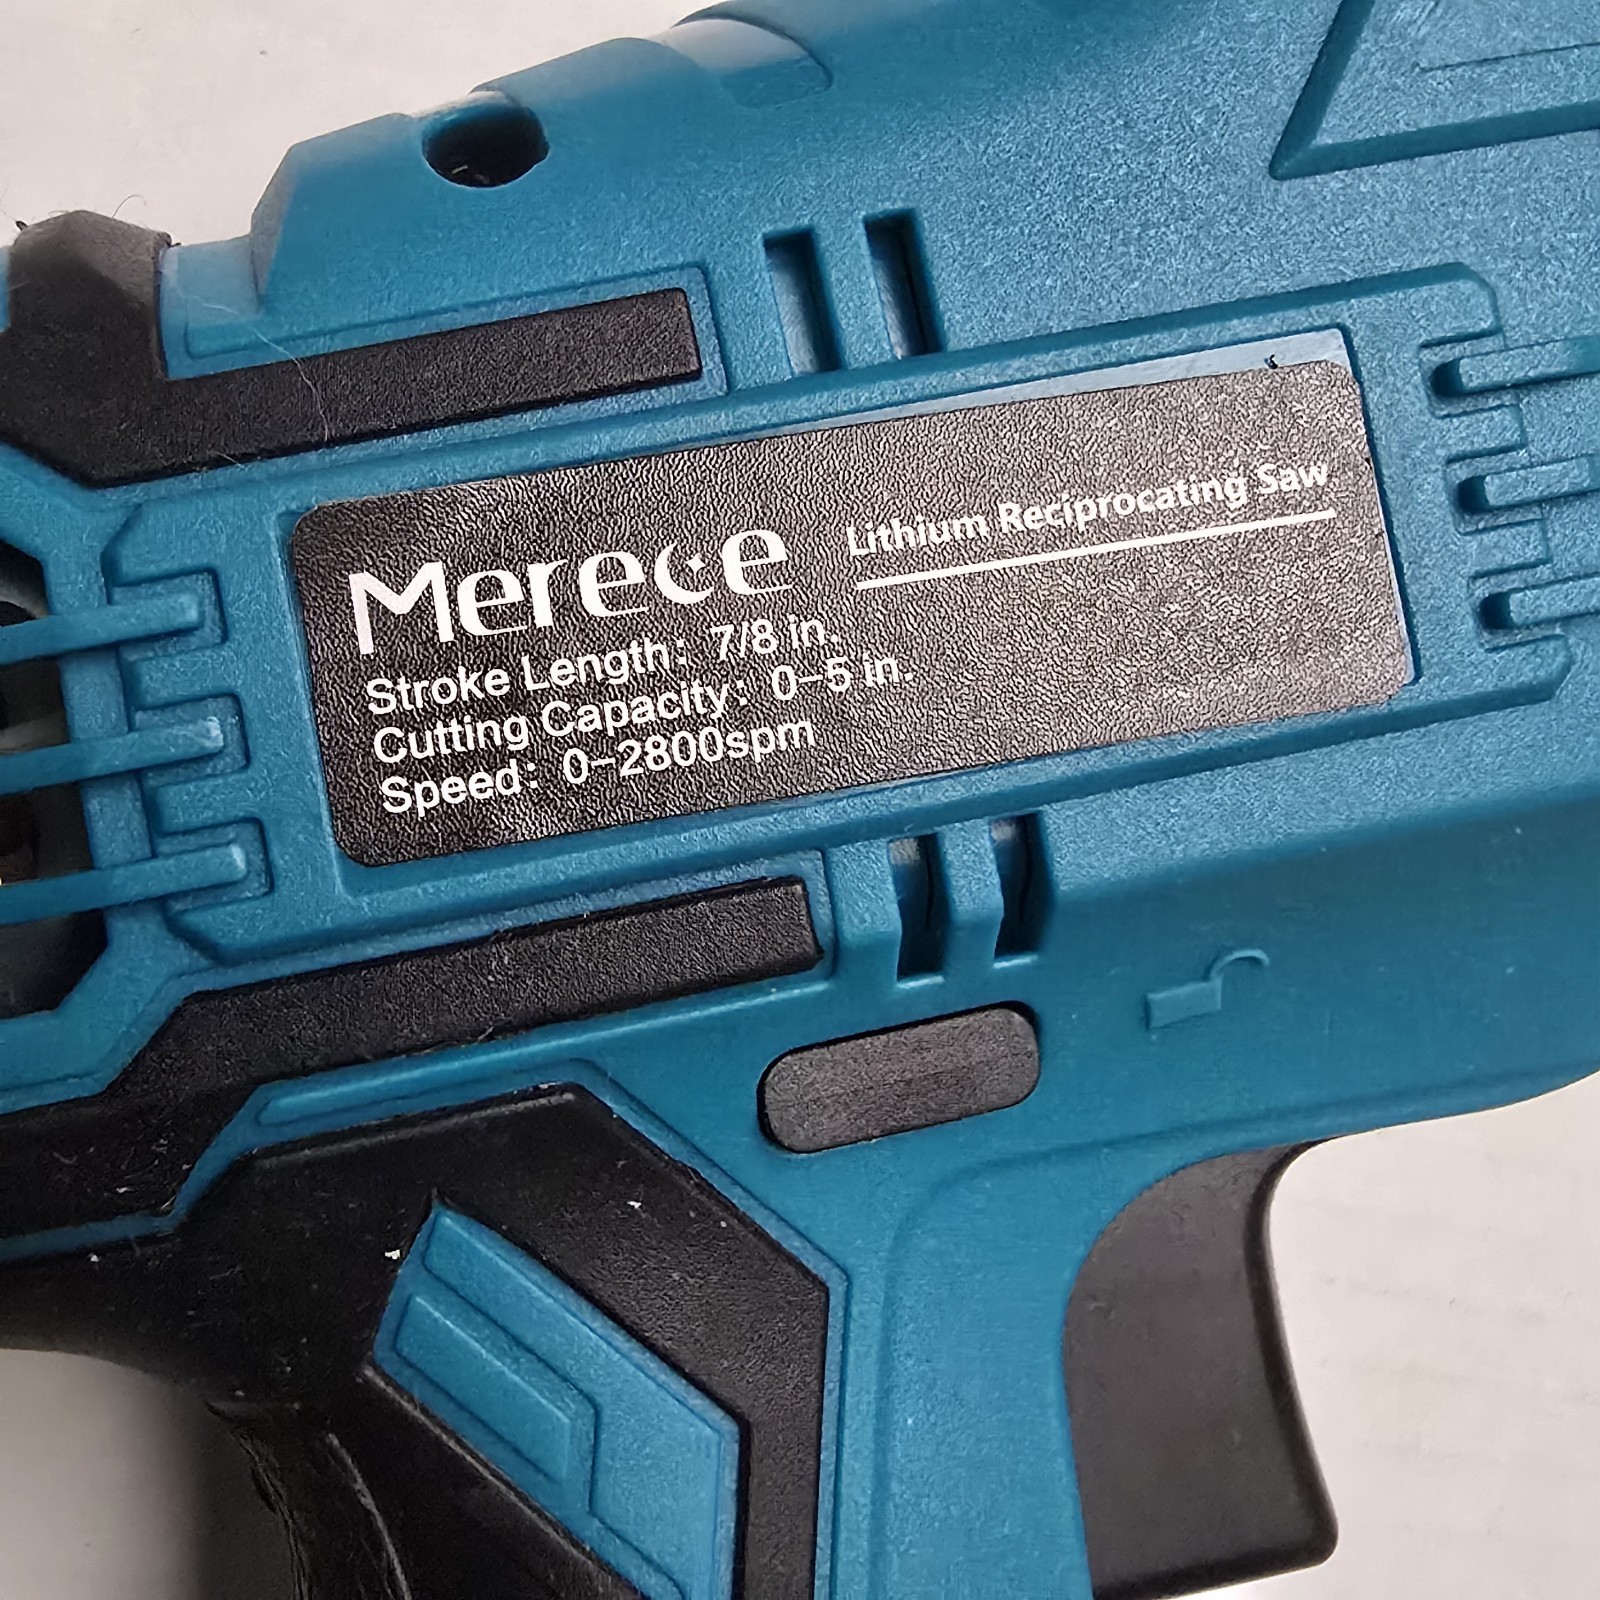 Merece Lithium Reciprocating Saw
Stroke Length: 7/8 in.
Cutting Capacity: 0-5 in.
Speed: 0-2800spm